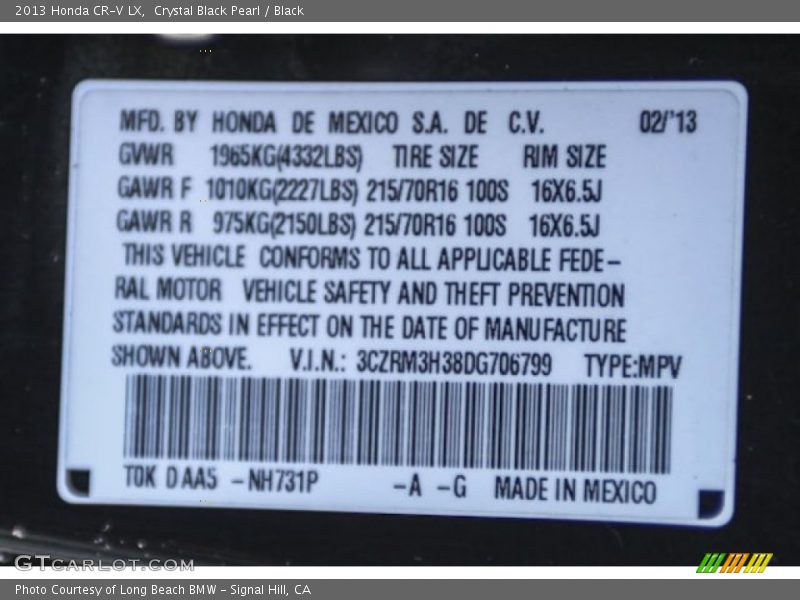 2013 Honda CR-V LX,  Crystal Black Pearl / Black
MFD. BY HONDA DE MEXICO S.A. DE C.V. 02/'13
GVWR 1965KG(4332LBS) TIRE SIZE RIM SIZE
GAWR F 1010KG(2227LBS) 215/70R16 100S 16X6.5J
GAWR R 975KG(2150LBS) 215/70R16 100S 16X6.5J
THIS VEHICLE CONFORMS TO ALL APPLICABLE FEDE-
RAL MOTOR VEHICLE SAFETY AND THEFT PREVENTION
STANDARDS IN EFFECT ON THE DATE OF MANUFACTURE
SHOWN ABOVE. V.I.N.: 3CZRM3H38DG706799 TYPE:MPV
TOK D AA5 -NH731P -A -G MADE IN MEXICO
GTCARLOT.COM
Photo Courtesy of Long Beach BMW - Signal Hill, CA